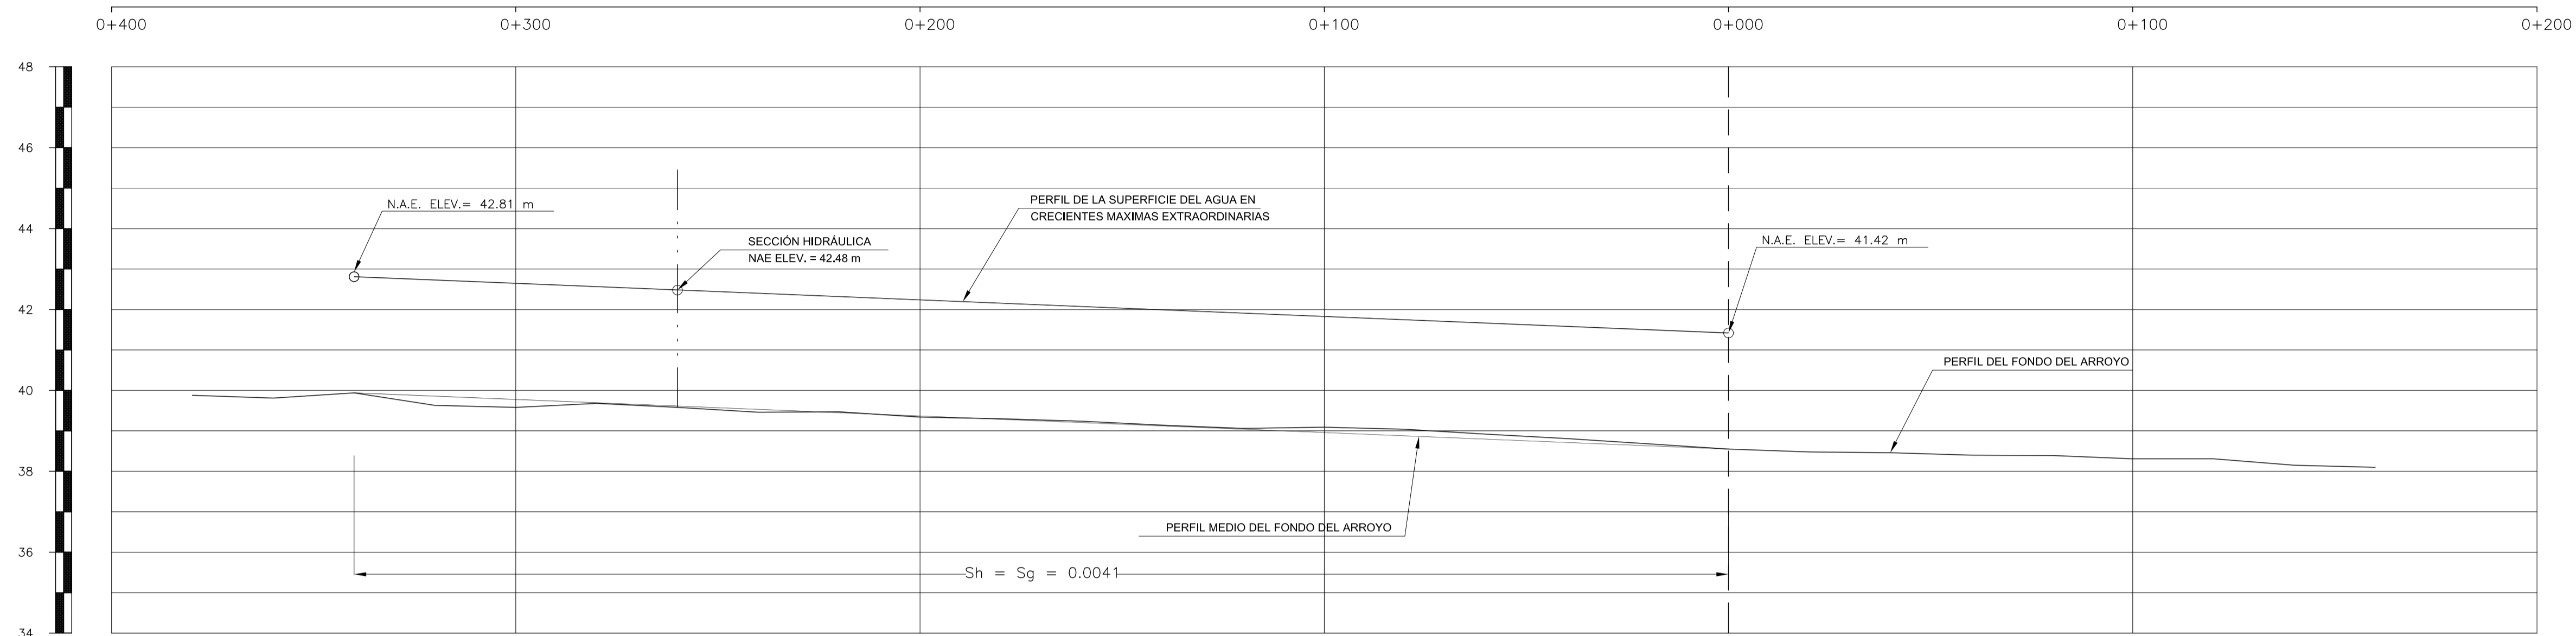 0+400 0+300 0+200 0+100 0+000 0+100 0+200
48
46
44
42
40
38
36
34
N.A.E. ELEV.= 42.81 m
SECCIÓN HIDRÁULICA
NAE ELEV. = 42.48 m
PERFIL DE LA SUPERFICIE DEL AGUA EN
CRECIENTES MAXIMAS EXTRAORDINARIAS
N.A.E. ELEV.= 41.42 m
PERFIL DEL FONDO DEL ARROYO
PERFIL MEDIO DEL FONDO DEL ARROYO
Sh = Sg = 0.0041